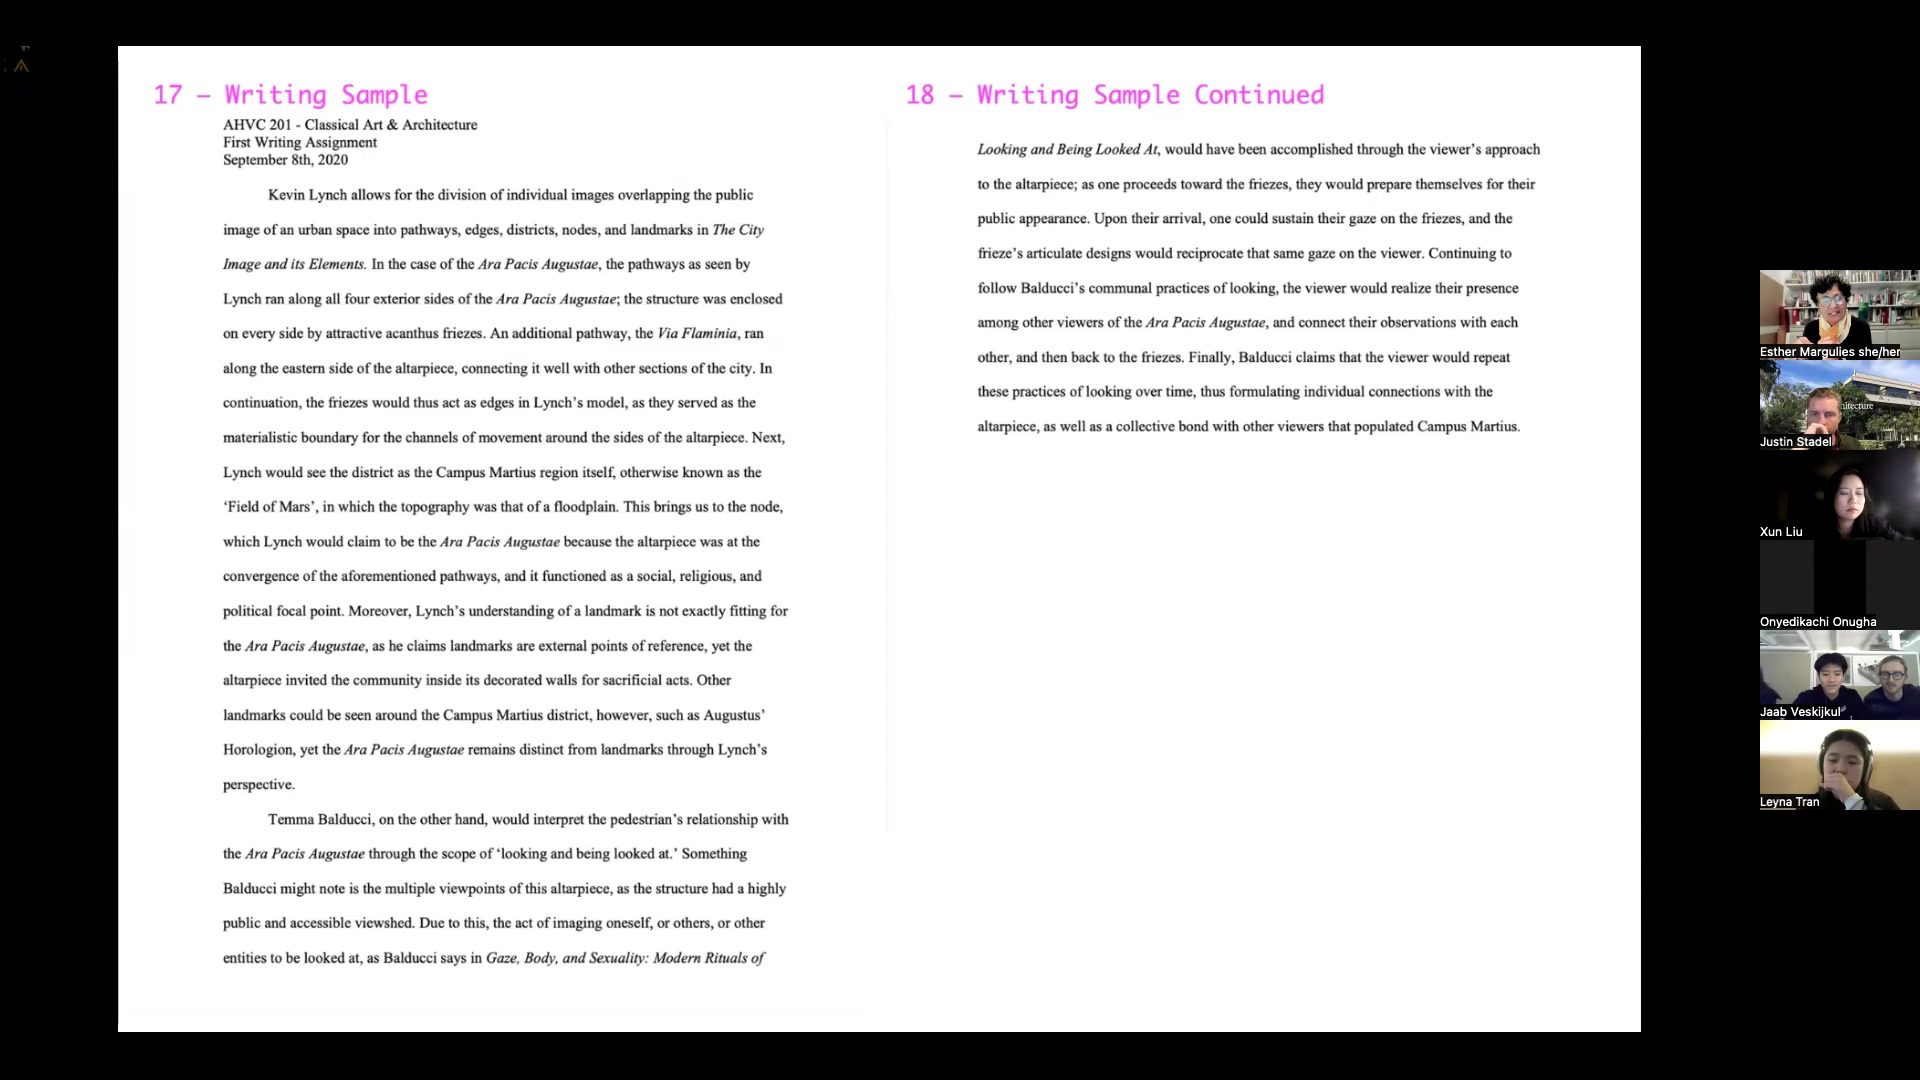 17 – Writing Sample
AHVC 201 - Classical Art & Architecture
First Writing Assignment
September 8th, 2020
Kevin Lynch allows for the division of individual images overlapping the public
image of an urban space into pathways, edges, districts, nodes, and landmarks in The City
Image and its Elements. In the case of the Ara Pacis Augustae, the pathways as seen by
Lynch ran along all four exterior sides of the Ara Pacis Augustae; the structure was enclosed
on every side by attractive acanthus friezes. An additional pathway, the Via Flaminia, ran
along the eastern side of the altarpiece, connecting it well with other sections of the city. In
continuation, the friezes would thus act as edges in Lynch’s model, as they served as the
materialistic boundary for the channels of movement around the sides of the altarpiece. Next,
Lynch would see the district as the Campus Martius region itself, otherwise known as the
‘Field of Mars’, in which the topography was that of a floodplain. This brings us to the node,
which Lynch would claim to be the Ara Pacis Augustae because the altarpiece was at the
convergence of the aforementioned pathways, and it functioned as a social, religious, and
political focal point. Moreover, Lynch’s understanding of a landmark is not exactly fitting for
the Ara Pacis Augustae, as he claims landmarks are external points of reference, yet the
altarpiece invited the community inside its decorated walls for sacrificial acts. Other
landmarks could be seen around the Campus Martius district, however, such as Augustus’
Horologion, yet the Ara Pacis Augustae remains distinct from landmarks through Lynch’s
perspective.
Temma Balducci, on the other hand, would interpret the pedestrian’s relationship with
the Ara Pacis Augustae through the scope of ‘looking and being looked at.’ Something
Balducci might note is the multiple viewpoints of this altarpiece, as the structure had a highly
public and accessible viewshed. Due to this, the act of imaging oneself, or others, or other
entities to be looked at, as Balducci says in Gaze, Body, and Sexuality: Modern Rituals of
18 – Writing Sample Continued
Looking and Being Looked At, would have been accomplished through the viewer’s approach
to the altarpiece; as one proceeds toward the friezes, they would prepare themselves for their
public appearance. Upon their arrival, one could sustain their gaze on the friezes, and the
frieze’s articulate designs would reciprocate that same gaze on the viewer. Continuing to
follow Balducci’s communal practices of looking, the viewer would realize their presence
among other viewers of the Ara Pacis Augustae, and connect their observations with each
other, and then back to the friezes. Finally, Balducci claims that the viewer would repeat
these practices of looking over time, thus formulating individual connections with the
altarpiece, as well as a collective bond with other viewers that populated Campus Martius.
Esther Margulies she/her
Justin Stadel
Xun Liu
Onyedikachi Onugha
Jaab Veskijkul
Leyna Tran